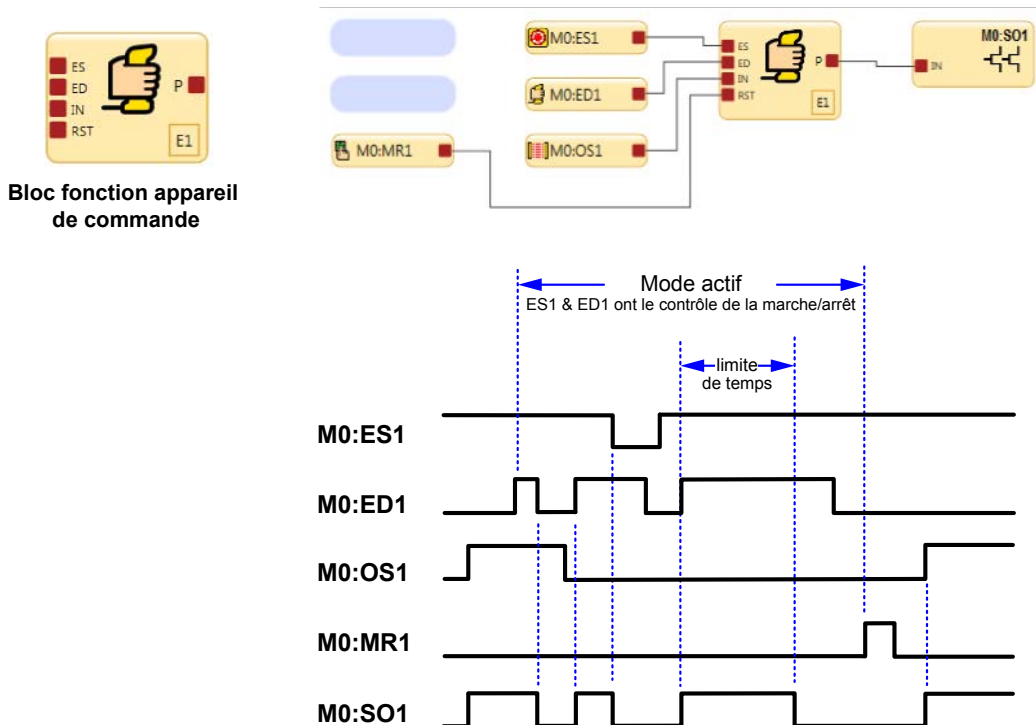 ES
ED
IN
RST
P
E1
Bloc fonction appareil
de commande
M0:MR1
M0:ES1
M0:ED1
M0:OS1
ES
ED
IN
RST
P
E1
M0:SO1
IN
Mode actif
ES1 & ED1 ont le contrôle de la marche/arrêt
limite
de temps
M0:ES1
M0:ED1
M0:OS1
M0:MR1
M0:SO1